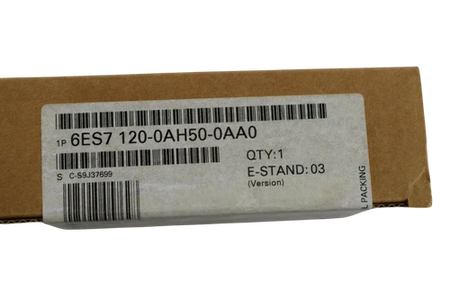 1P 6ES7 120-0AH50-0AA0
QTY:1
S C-S9J37699
E-STAND: 03
(Version)
PACKING